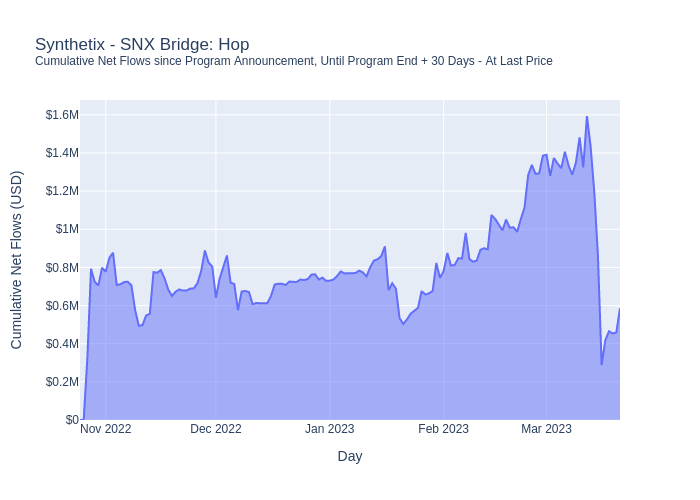 Synthetix - SNX Bridge: Hop
Cumulative Net Flows since Program Announcement, Until Program End + 30 Days - At Last Price
$1.6M
$1.4M
$1.2M
$1M
$0.8M
$0.6M
$0.4M
$0.2M
$0
Cumulative Net Flows (USD)
Nov 2022
Dec 2022
Jan 2023
Feb 2023
Mar 2023
Day